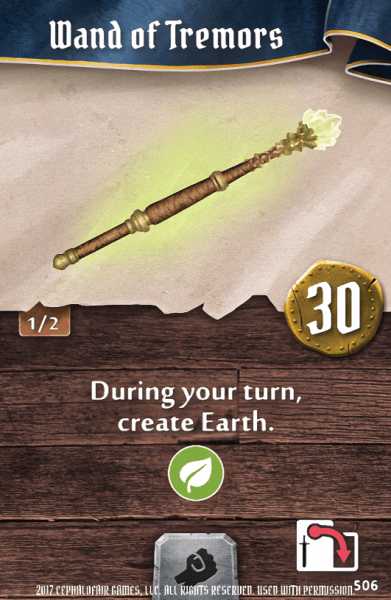 Wand of Tremors
1/2
30
During your turn,
create Earth.
2017 CEPHALOFAIR GAMES, LLC. ALL RIGHTS RESERVED. USED WITH PERMISSION
506